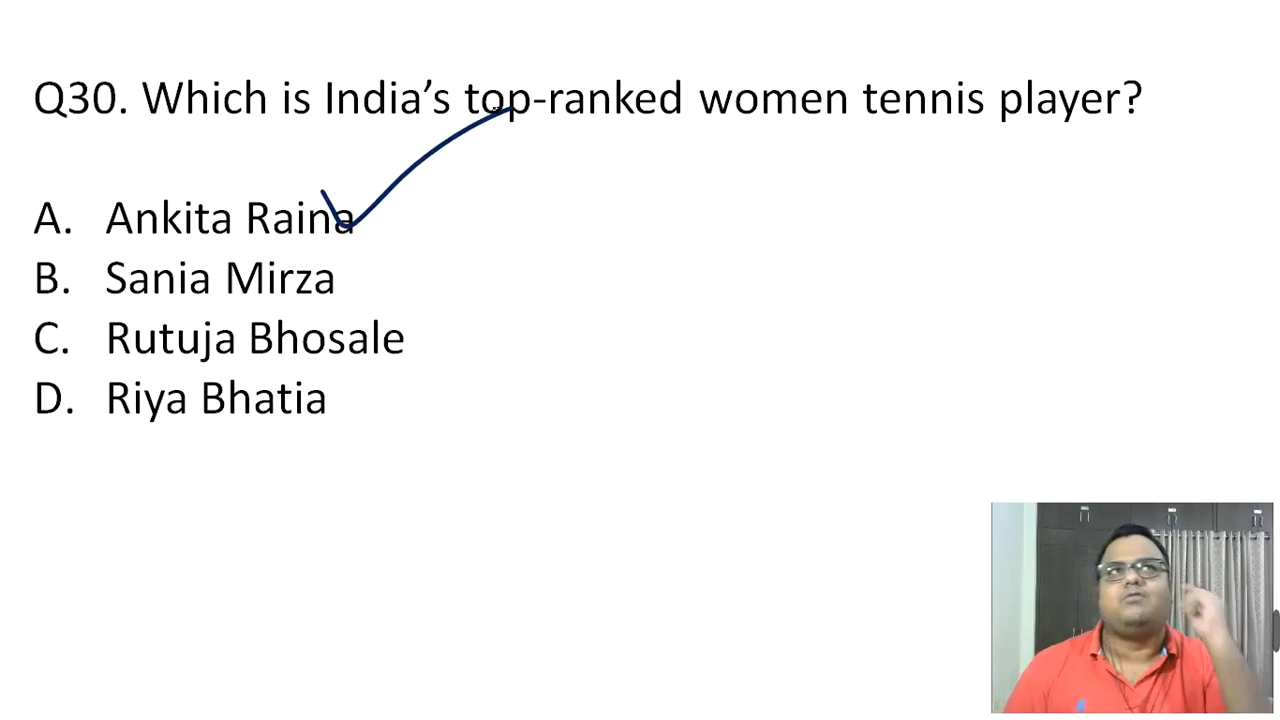 Q30. Which is India’s top-ranked women tennis player?
A. Ankita Raina
B. Sania Mirza
C. Rutuja Bhosale
D. Riya Bhatia